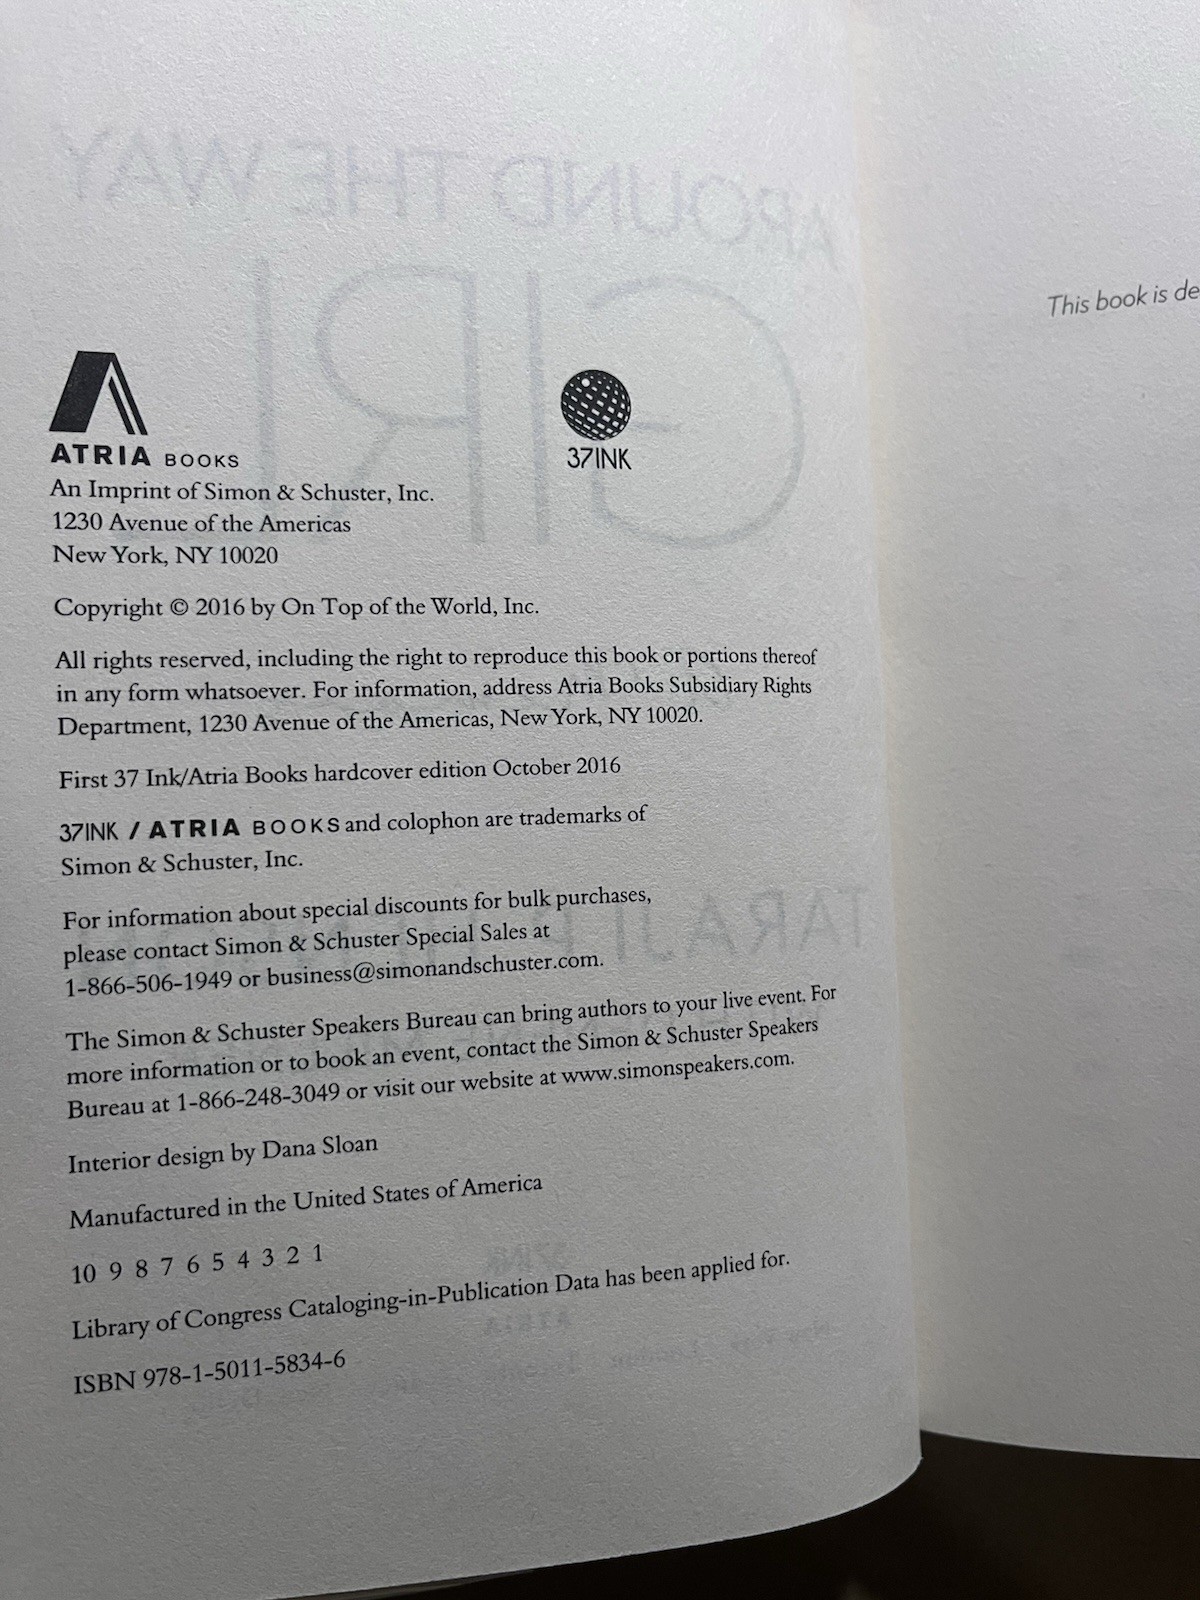 AROUND THE WAY
GIRL
This book is de
ATRIA BOOKS
37INK
An Imprint of Simon & Schuster, Inc.
1230 Avenue of the Americas
New York, NY 10020
Copyright © 2016 by On Top of the World, Inc.
All rights reserved, including the right to reproduce this book or portions thereof
in any form whatsoever. For information, address Atria Books Subsidiary Rights
Department, 1230 Avenue of the Americas, New York, NY 10020.
First 37 Ink/Atria Books hardcover edition October 2016
37INK / ATRIA BOOKS and colophon are trademarks of
Simon & Schuster, Inc.
For information about special discounts for bulk purchases,
please contact Simon & Schuster Special Sales at
1-866-506-1949 or business@simonandschuster.com.
TARAJI P.
The Simon & Schuster Speakers Bureau can bring authors to your live event. For
more information or to book an event, contact the Simon & Schuster Speakers
Bureau at 1-866-248-3049 or visit our website at www.simonspeakers.com.
Interior design by Dana Sloan
Manufactured in the United States of America
10 9 8 7 6 5 4 3 2 1
37INK
Library of Congress Cataloging-in-Publication Data has been applied for.
ATRIA
ISBN 978-1-5011-5834-6